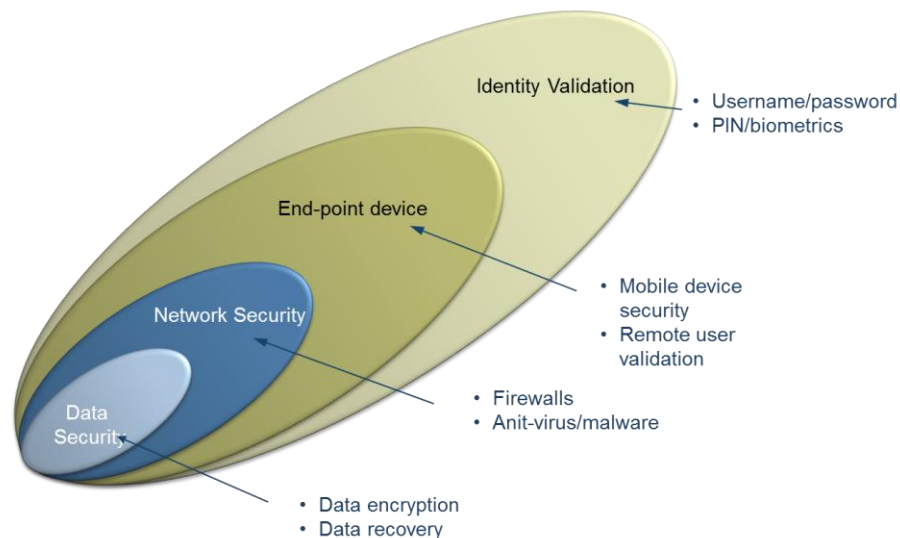 Identity Validation
• Username/password
• PIN/biometrics
End-point device
• Mobile device
security
• Remote user
validation
Network Security
• Firewalls
• Anit-virus/malware
Data
Security
• Data encryption
• Data recovery